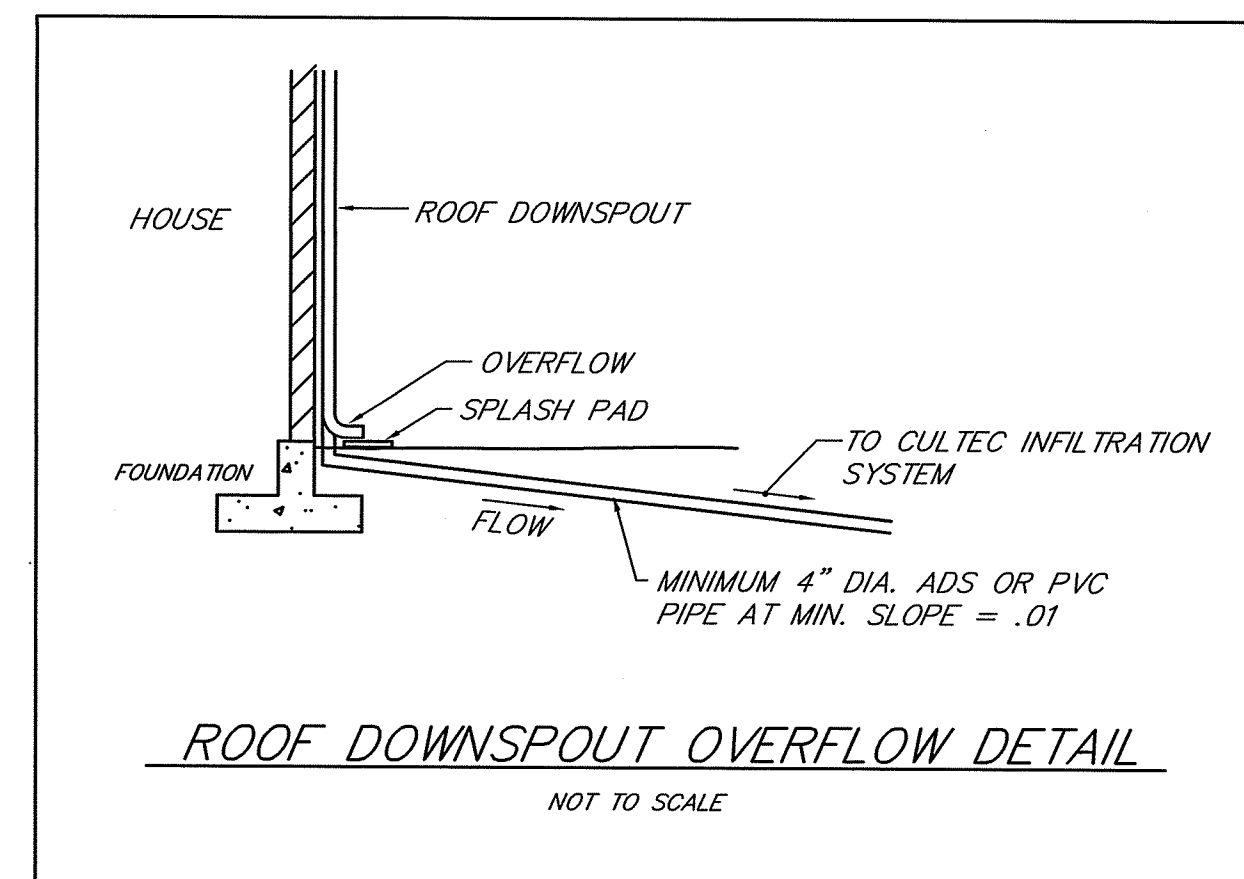 HOUSE
ROOF DOWNSPOUT
OVERFLOW
SPLASH PAD
TO CULTEC INFILTRATION
SYSTEM
FOUNDATION
FLOW
MINIMUM 4" DIA. ADS OR PVC
PIPE AT MIN. SLOPE = .01
ROOF DOWNSPOUT OVERFLOW DETAIL
NOT TO SCALE